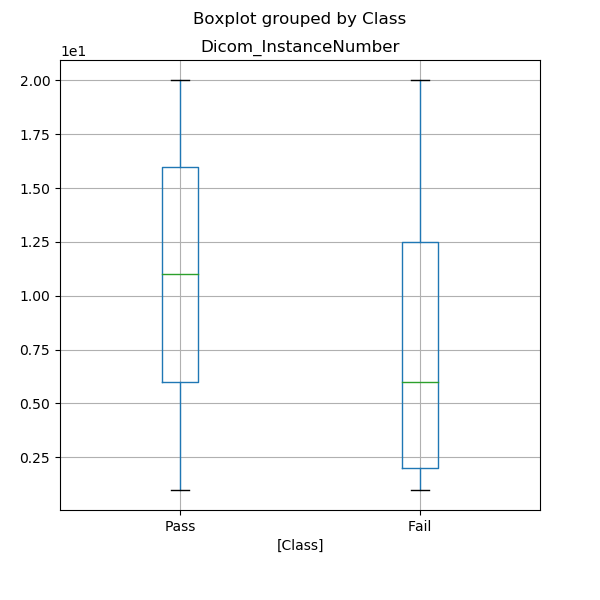 Boxplot grouped by Class
Dicom_InstanceNumber
1e1
2.00
1.75
1.50
1.25
1.00
0.75
0.50
0.25
Pass
Fail
[Class]